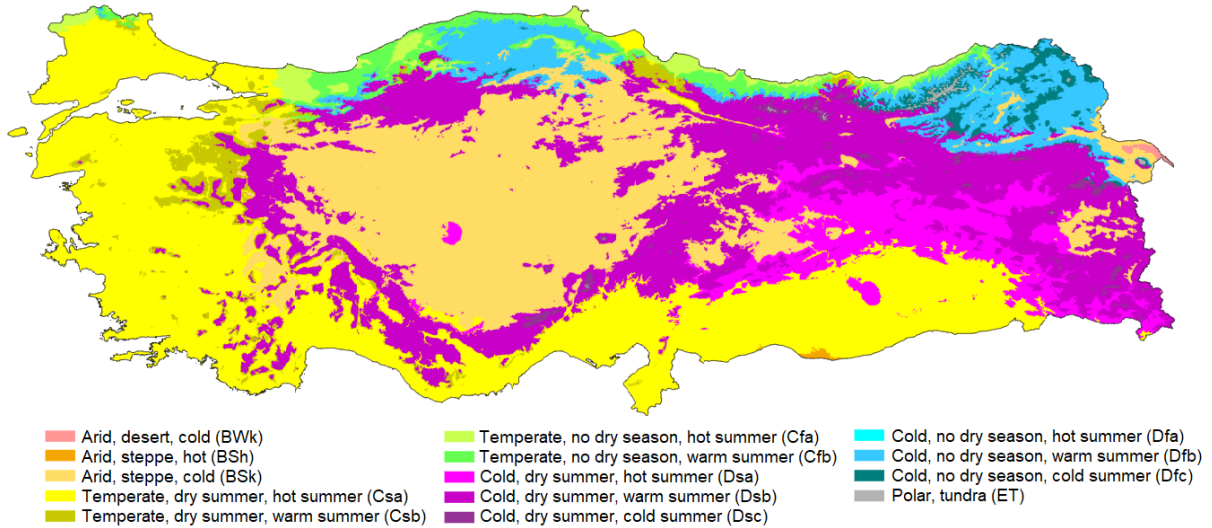 Arid, desert, cold (BWk)
Arid, steppe, hot (BSh)
Arid, steppe, cold (BSk)
Temperate, dry summer, hot summer (Csa)
Temperate, dry summer, warm summer (Csb)
Temperate, no dry season, hot summer (Cfa)
Temperate, no dry season, warm summer (Cfb)
Cold, dry summer, hot summer (Dsa)
Cold, dry summer, warm summer (Dsb)
Cold, dry summer, cold summer (Dsc)
Cold, no dry season, hot summer (Dfa)
Cold, no dry season, warm summer (Dfb)
Cold, no dry season, cold summer (Dfc)
Polar, tundra (ET)